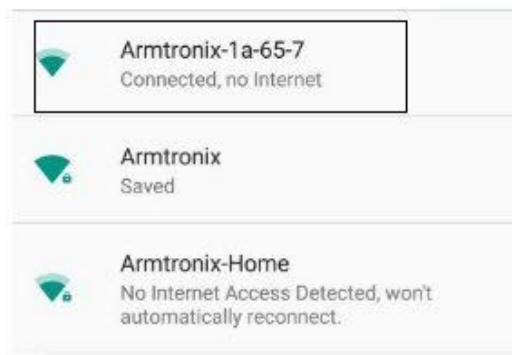 Armtronix-1a-65-7
Connected, no Internet
Armtronix
Saved
Armtronix-Home
No Internet Access Detected, won't
automatically reconnect.